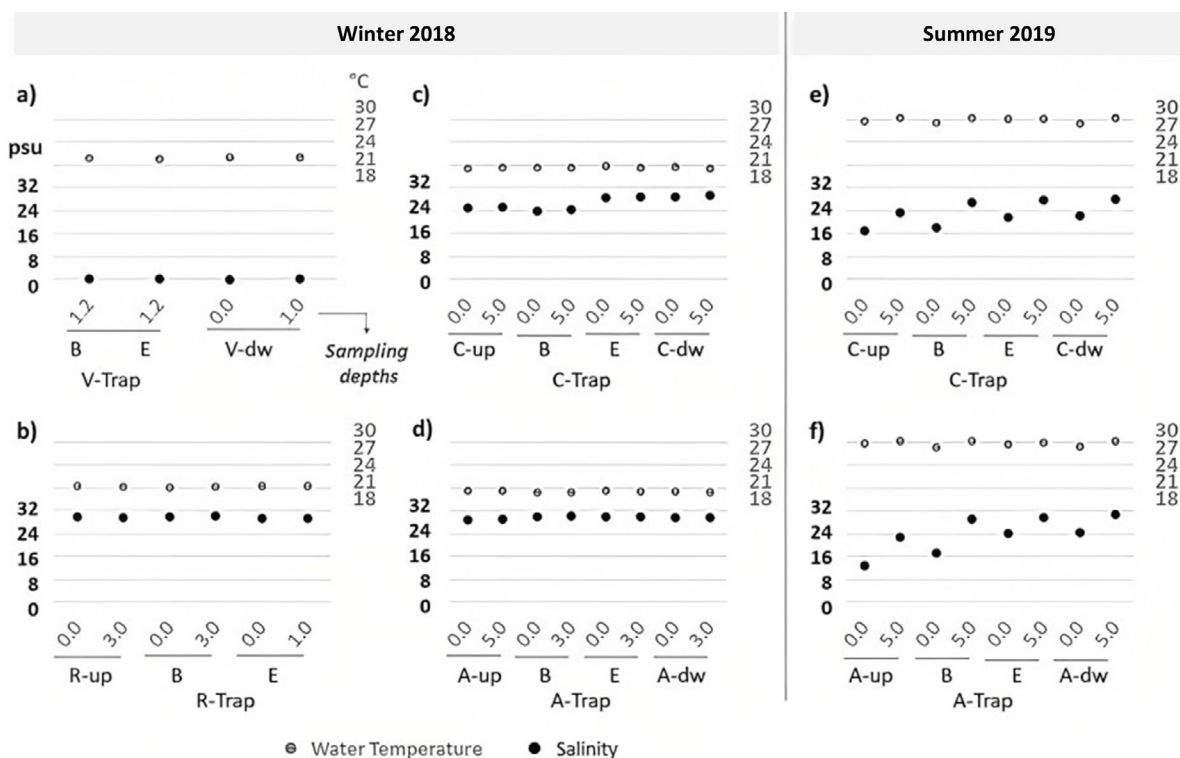 Winter 2018
Summer 2019
a)
psu
32
24
16
8
0
°C
30
27
24
21
18
1.2 1.2 0.0 1.0
B E V-dw
V-Trap
Sampling
depths
c)
32
24
16
8
0
30
27
24
21
18
0.0 5.0 0.0 5.0 0.0 5.0 0.0 5.0
C-up B E C-dw
C-Trap
e)
32
24
16
8
0
30
27
24
21
18
0.0 5.0 0.0 5.0 0.0 5.0 0.0 5.0
C-up B E C-dw
C-Trap
b)
32
24
16
8
0
30
27
24
21
18
0.0 3.0 0.0 3.0 0.0 1.0
R-up B E
R-Trap
d)
32
24
16
8
0
30
27
24
21
18
0.0 5.0 0.0 3.0 0.0 3.0 0.0 3.0
A-up B E A-dw
A-Trap
f)
32
24
16
8
0
30
27
24
21
18
0.0 5.0 0.0 5.0 0.0 5.0 0.0 5.0
A-up B E A-dw
A-Trap
Water Temperature Salinity